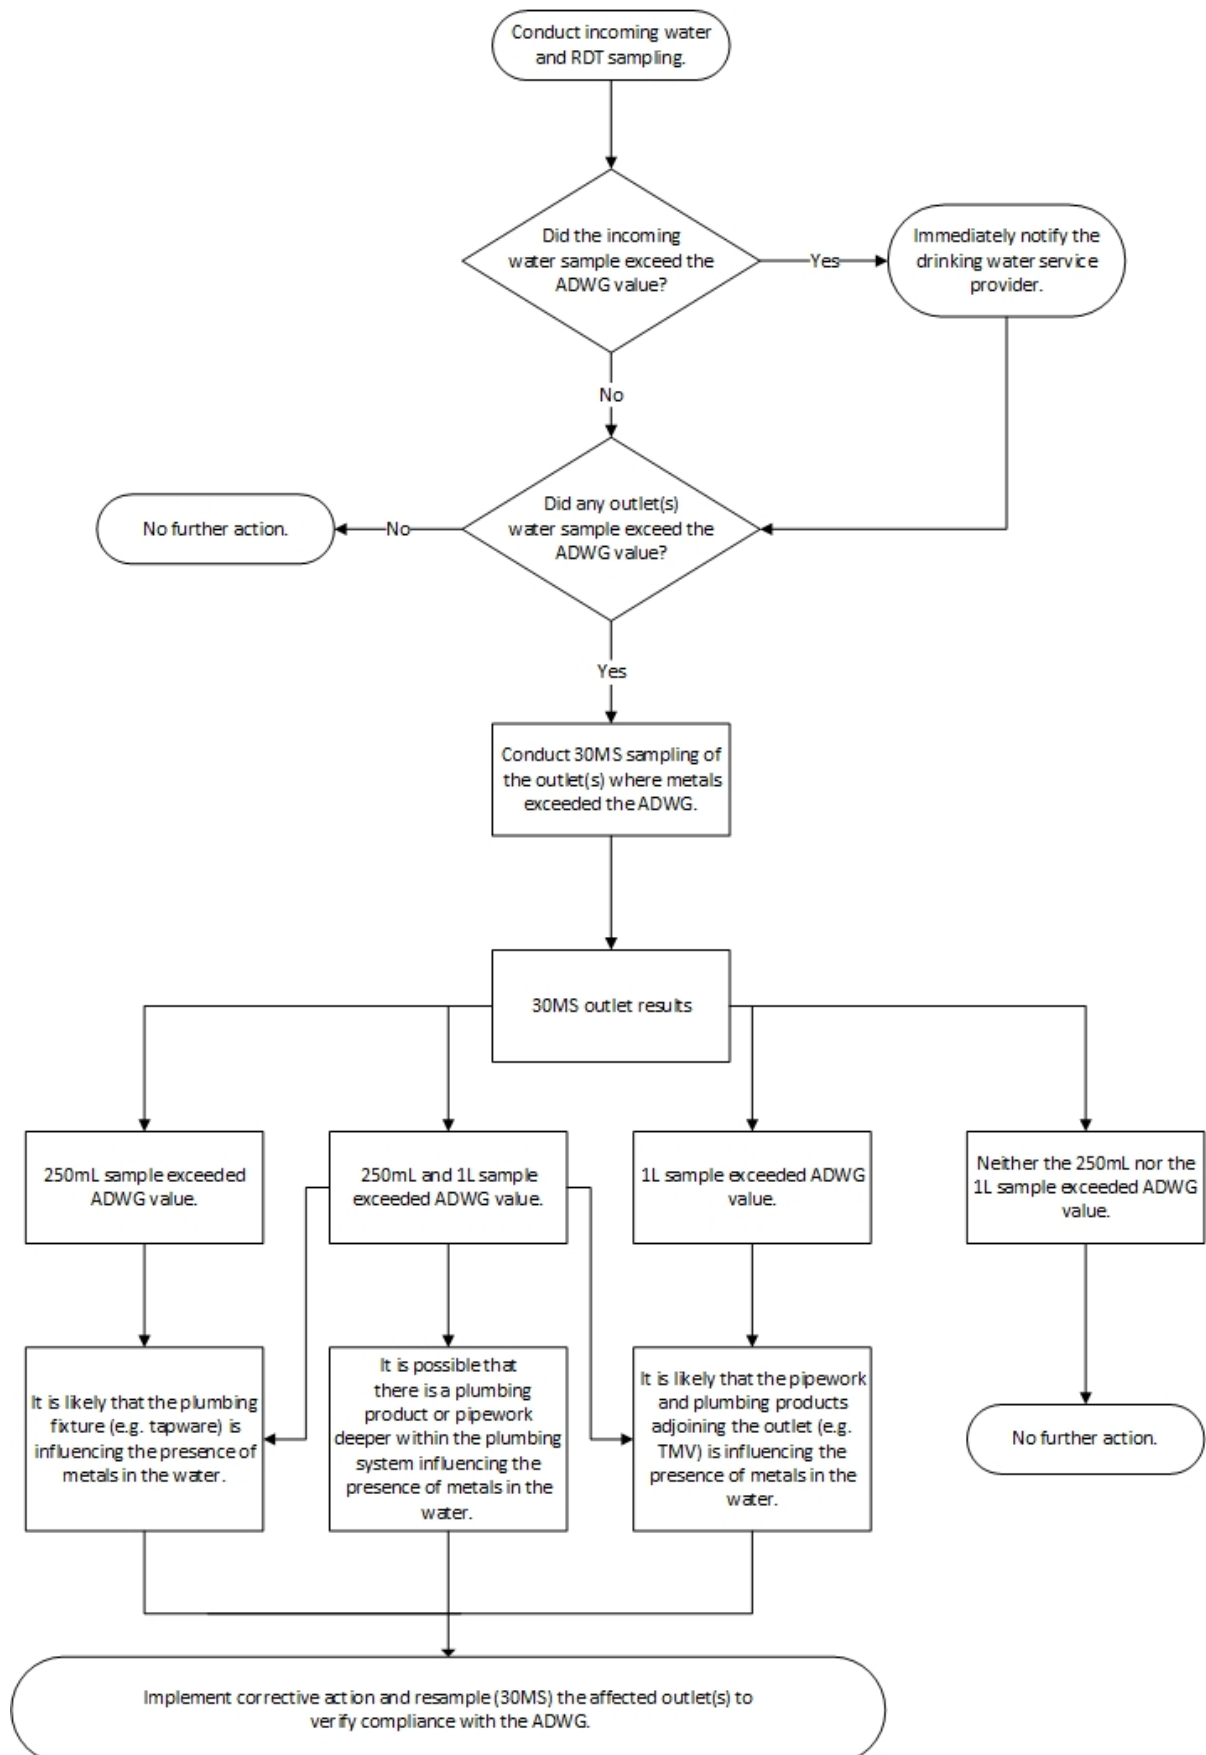 Conduct incoming water
and RDT sampling.
Did the incoming
water sample exceed the
ADWG value?
Yes
Immediately notify the
drinking water service
provider.
No
Did any outlet(s)
water sample exceed the
ADWG value?
No
No further action.
Yes
Conduct 30MS sampling of
the outlet(s) where metals
exceeded the ADWG.
30MS outlet results
250mL sample exceeded
ADWG value.
250mL and 1L sample
exceeded ADWG value.
1L sample exceeded ADWG
value.
Neither the 250mL nor the
1L sample exceeded ADWG
value.
It is likely that the plumbing
fixture (e.g. tapware) is
influencing the presence of
metals in the water.
It is possible that
there is a plumbing
product or pipework
deeper within the plumbing
system influencing the
presence of metals in the
water.
It is likely that the pipework
and plumbing products
adjoining the outlet (e.g.
TMV) is influencing the
presence of metals in the
water.
No further action.
Implement corrective action and resample (30MS) the affected outlet(s) to
verify compliance with the ADWG.